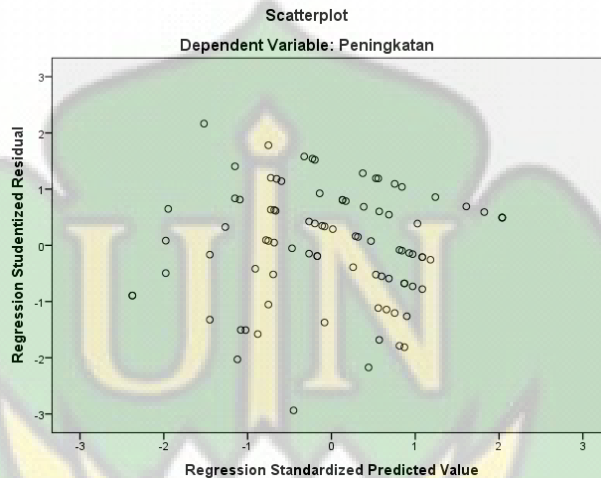 Scatterplot
Dependent Variable: Peningkatan
Regression Studentized Residual
3
2
1
0
-1
-2
-3
-3
-2
-1
0
1
2
3
Regression Standardized Predicted Value
UIN